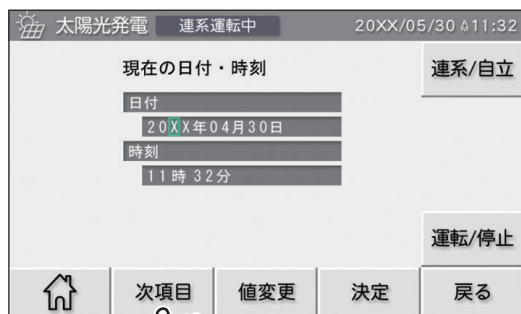 太陽光発電 連系運転中 20XX/05/30 11:32
現在の日付・時刻
連系/自立
日付
20XX年04月30日
時刻
11時32分
運転/停止
次項目 値変更 決定 戻る